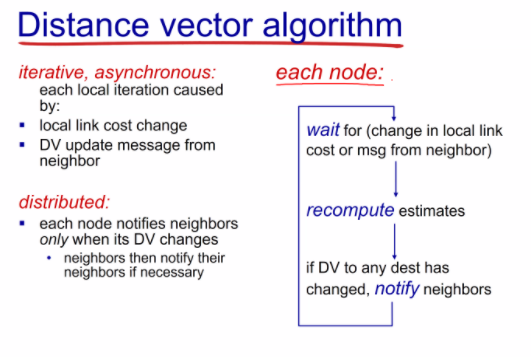 Distance vector algorithm
iterative, asynchronous:
each local iteration caused
by:
▪ local link cost change
▪ DV update message from
neighbor
distributed:
▪ each node notifies neighbors
only when its DV changes
• neighbors then notify their
neighbors if necessary
each node:
wait for (change in local link
cost or msg from neighbor)
recompute estimates
if DV to any dest has
changed, notify neighbors